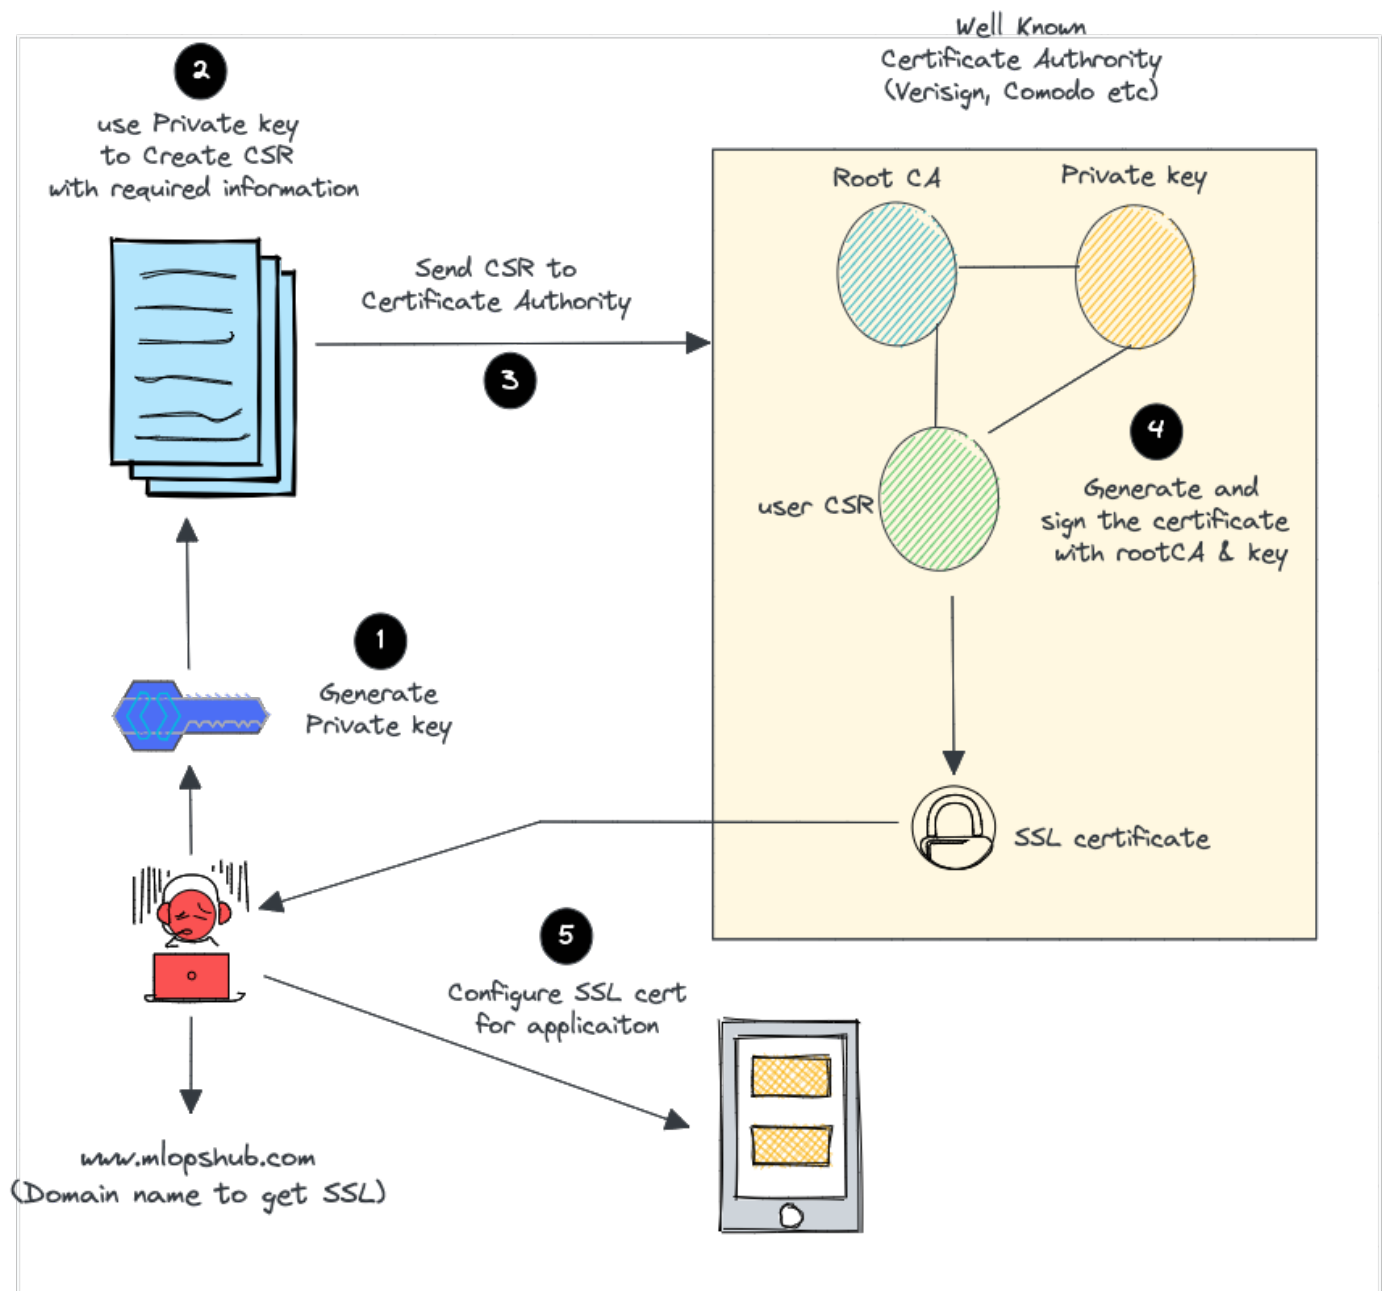 Well Known
Certificate Authrority
(Verisign, Comodo etc)
2
use Private key
to Create CSR
with required information
Root CA
Private key
Send CSR to
Certificate Authority
3
4
user CSR
Generate and
sign the certificate
with rootCA & key
1
Generate
Private key
SSL certificate
5
Configure SSL cert
for applicaiton
www.mlopshub.com
(Domain name to get SSL)